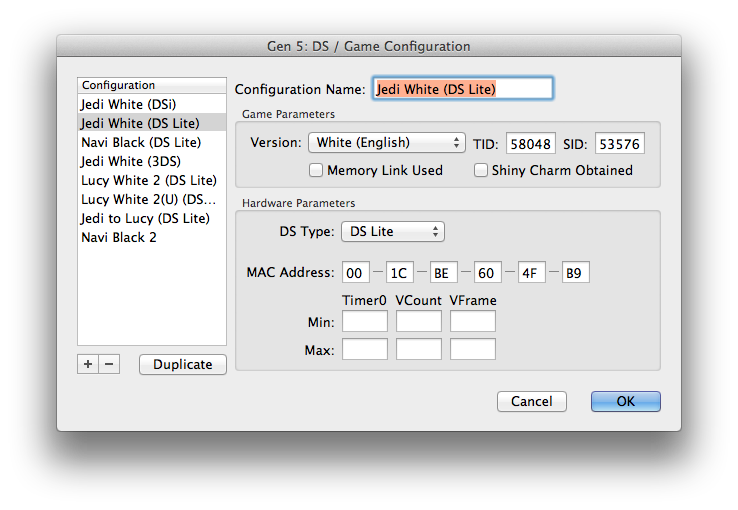 Gen 5: DS / Game Configuration
Configuration
Jedi White (DSi)
Jedi White (DS Lite)
Navi Black (DS Lite)
Jedi White (3DS)
Lucy White 2 (DS Lite)
Lucy White 2(U) (DS...
Jedi to Lucy (DS Lite)
Navi Black 2
+ − Duplicate
Configuration Name: Jedi White (DS Lite)
Game Parameters
Version: White (English) TID: 58048 SID: 53576
Memory Link Used Shiny Charm Obtained
Hardware Parameters
DS Type: DS Lite
MAC Address: 00 — 1C — BE — 60 — 4F — B9
Timer0 VCount VFrame
Min:
Max:
Cancel OK